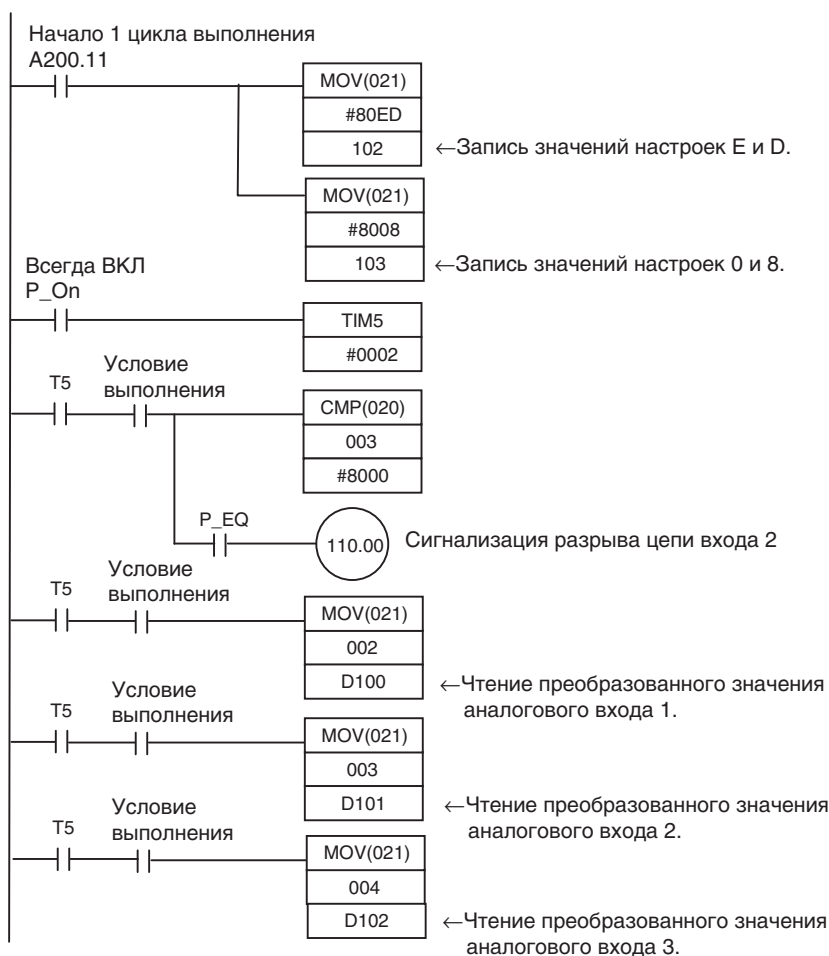 Начало 1 цикла выполнения
A200.11
MOV(021)
#80ED
102
←Запись значений настроек E и D.
MOV(021)
#8008
103
←Запись значений настроек 0 и 8.
Всегда ВКЛ
P_On
TIM5
#0002
T5
Условие
выполнения
CMP(020)
003
#8000
P_EQ
110.00
Сигнализация разрыва цепи входа 2
T5
Условие
выполнения
MOV(021)
002
D100
←Чтение преобразованного значения
аналогового входа 1.
T5
Условие
выполнения
MOV(021)
003
D101
←Чтение преобразованного значения
аналогового входа 2.
T5
Условие
выполнения
MOV(021)
004
D102
←Чтение преобразованного значения
аналогового входа 3.